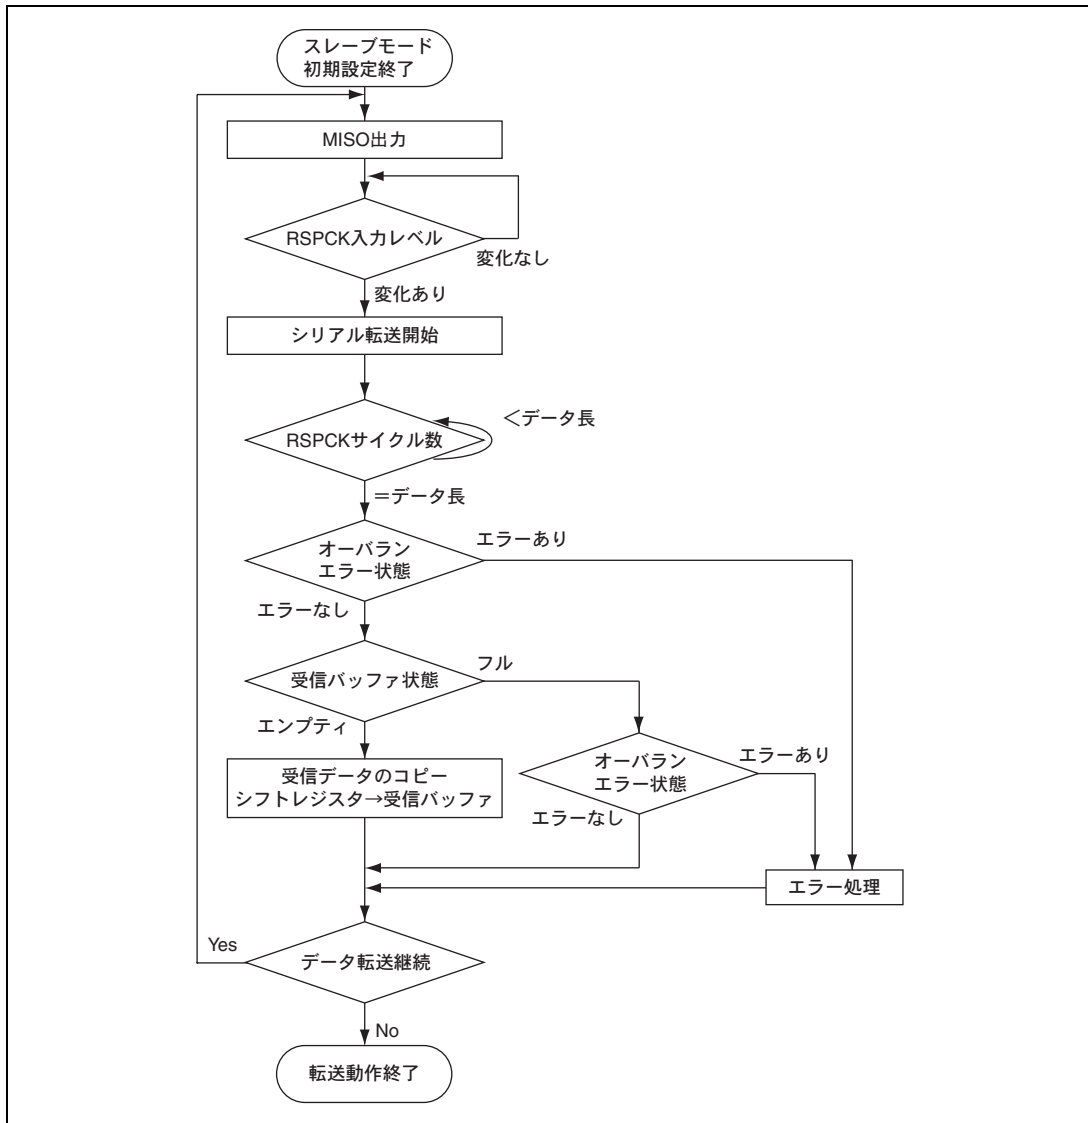 スレーブモード
初期設定終了
MISO出力
RSPCK入力レベル
変化なし
変化あり
シリアル転送開始
<データ長
RSPCKサイクル数
=データ長
エラーあり
オーバラン
エラー状態
エラーなし
フル
受信バッファ状態
エンプティ
オーバラン
エラー状態
エラーあり
受信データのコピー
シフトレジスタ→受信バッファ
エラーなし
エラー処理
Yes
データ転送継続
No
転送動作終了